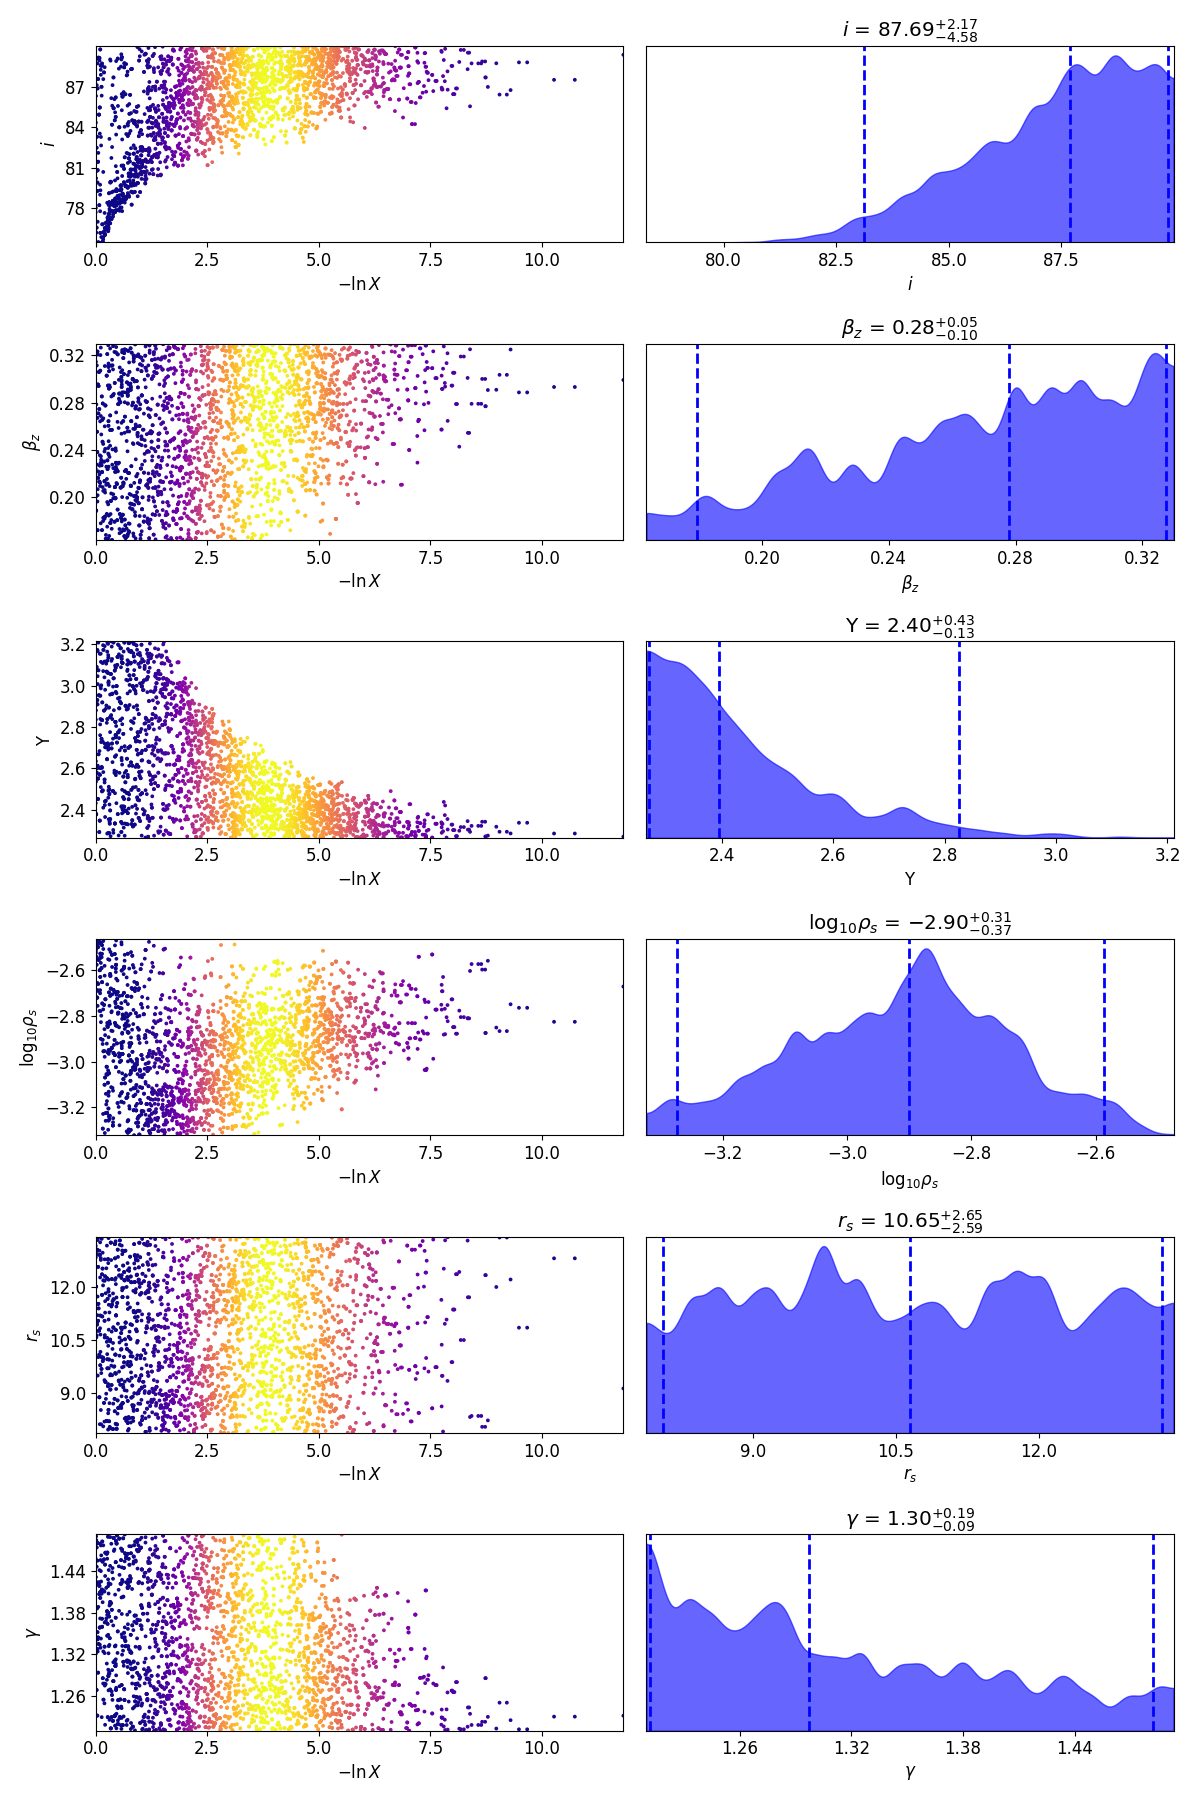 i = 87.69+2.17−4.58
87
84
81
78
i
0.0 2.5 5.0 7.5 10.0
80.0 82.5 85.0 87.5
−ln X
i
βz = 0.28+0.05−0.10
0.32
0.28
0.24
0.20
βz
0.0 2.5 5.0 7.5 10.0
0.20 0.24 0.28 0.32
−ln X
βz
Y = 2.40+0.43−0.13
3.2
3.0
2.8
2.6
2.4
Y
0.0 2.5 5.0 7.5 10.0
2.4 2.6 2.8 3.0 3.2
−ln X
Y
log10ρs = −2.90+0.31−0.37
−2.6
−2.8
−3.0
−3.2
log10ρs
0.0 2.5 5.0 7.5 10.0
−3.2 −3.0 −2.8 −2.6
−ln X
log10ρs
rs = 10.65+2.65−2.59
12.0
10.5
9.0
rs
0.0 2.5 5.0 7.5 10.0
9.0 10.5 12.0
−ln X
rs
γ = 1.30+0.19−0.09
1.44
1.38
1.32
1.26
γ
0.0 2.5 5.0 7.5 10.0
1.26 1.32 1.38 1.44
−ln X
γ